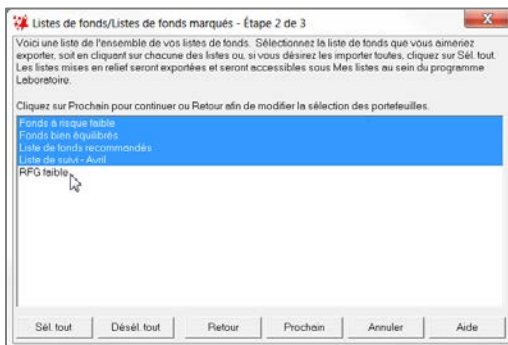 Listes de fonds/Listes de fonds marqués - Étape 2 de 3
Voici une liste de l'ensemble de vos listes de fonds. Sélectionnez la liste de fonds que vous aimeriez
exporter, soit en cliquant sur chacune des listes ou, si vous désirez les importer toutes, cliquez sur Sél. tout.
Les listes mises en relief seront exportées et seront accessibles sous Mes listes au sein du programme
Laboratoire.
Cliquez sur Prochain pour continuer ou Retour afin de modifier la sélection des portefeuilles.
Fonds à risque faible
Fonds bien équilibrés
Liste de fonds recommandés
Liste de suivi - Avril
RFG faible
Sél. tout
Désél. tout
Retour
Prochain
Annuler
Aide